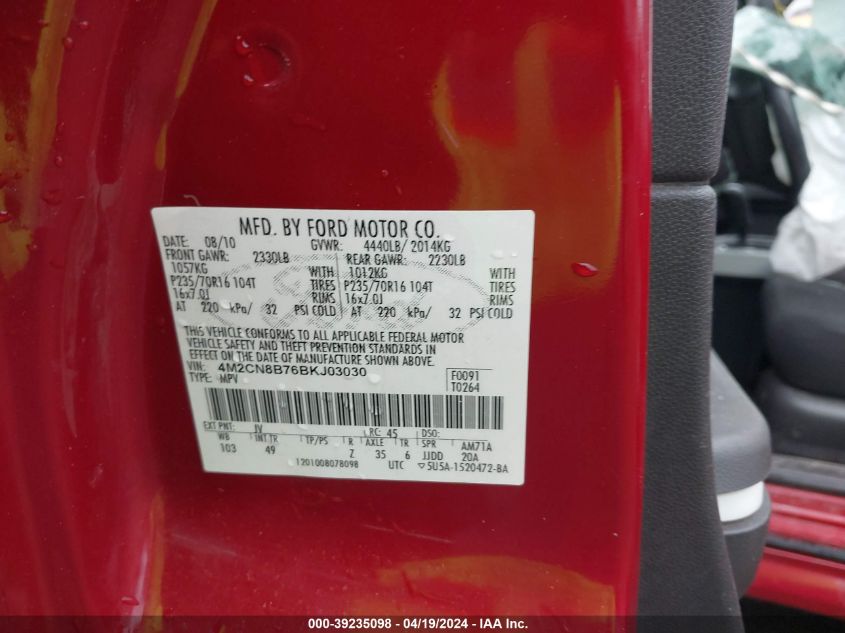 MFD. BY FORD MOTOR CO.
DATE: 08/10 GVWR: 4440LB/ 2014KG
FRONT GAWR: 2330LB REAR GAWR: 2230LB
1057KG WITH 1012KG WITH
P235/70R16 104T TIRES P235/70R16 104T TIRES
16x7.0J RIMS 16x7.0J RIMS
AT 220 kPa/ 32 PSI COLD AT 220 kPa/ 32 PSI COLD
THIS VEHICLE CONFORMS TO ALL APPLICABLE FEDERAL MOTOR
VEHICLE SAFETY AND THEFT PREVENTION STANDARDS IN
EFFECT ON THE DATE OF MANUFACTURE SHOWN ABOVE.
VIN: 4M2CN8B76BKJ03030 F0091
TYPE: MPV T0264
EXT PNT: JV RC: 45 DSO:
WB INT TR TP/PS R AXLE TR SPR AM71A
103 49 Z 35 6 JJDD 20A
1201008078098 UTC ▽5U5A-1520472-BA
000-39235098 - 04/19/2024 - IAAI.com